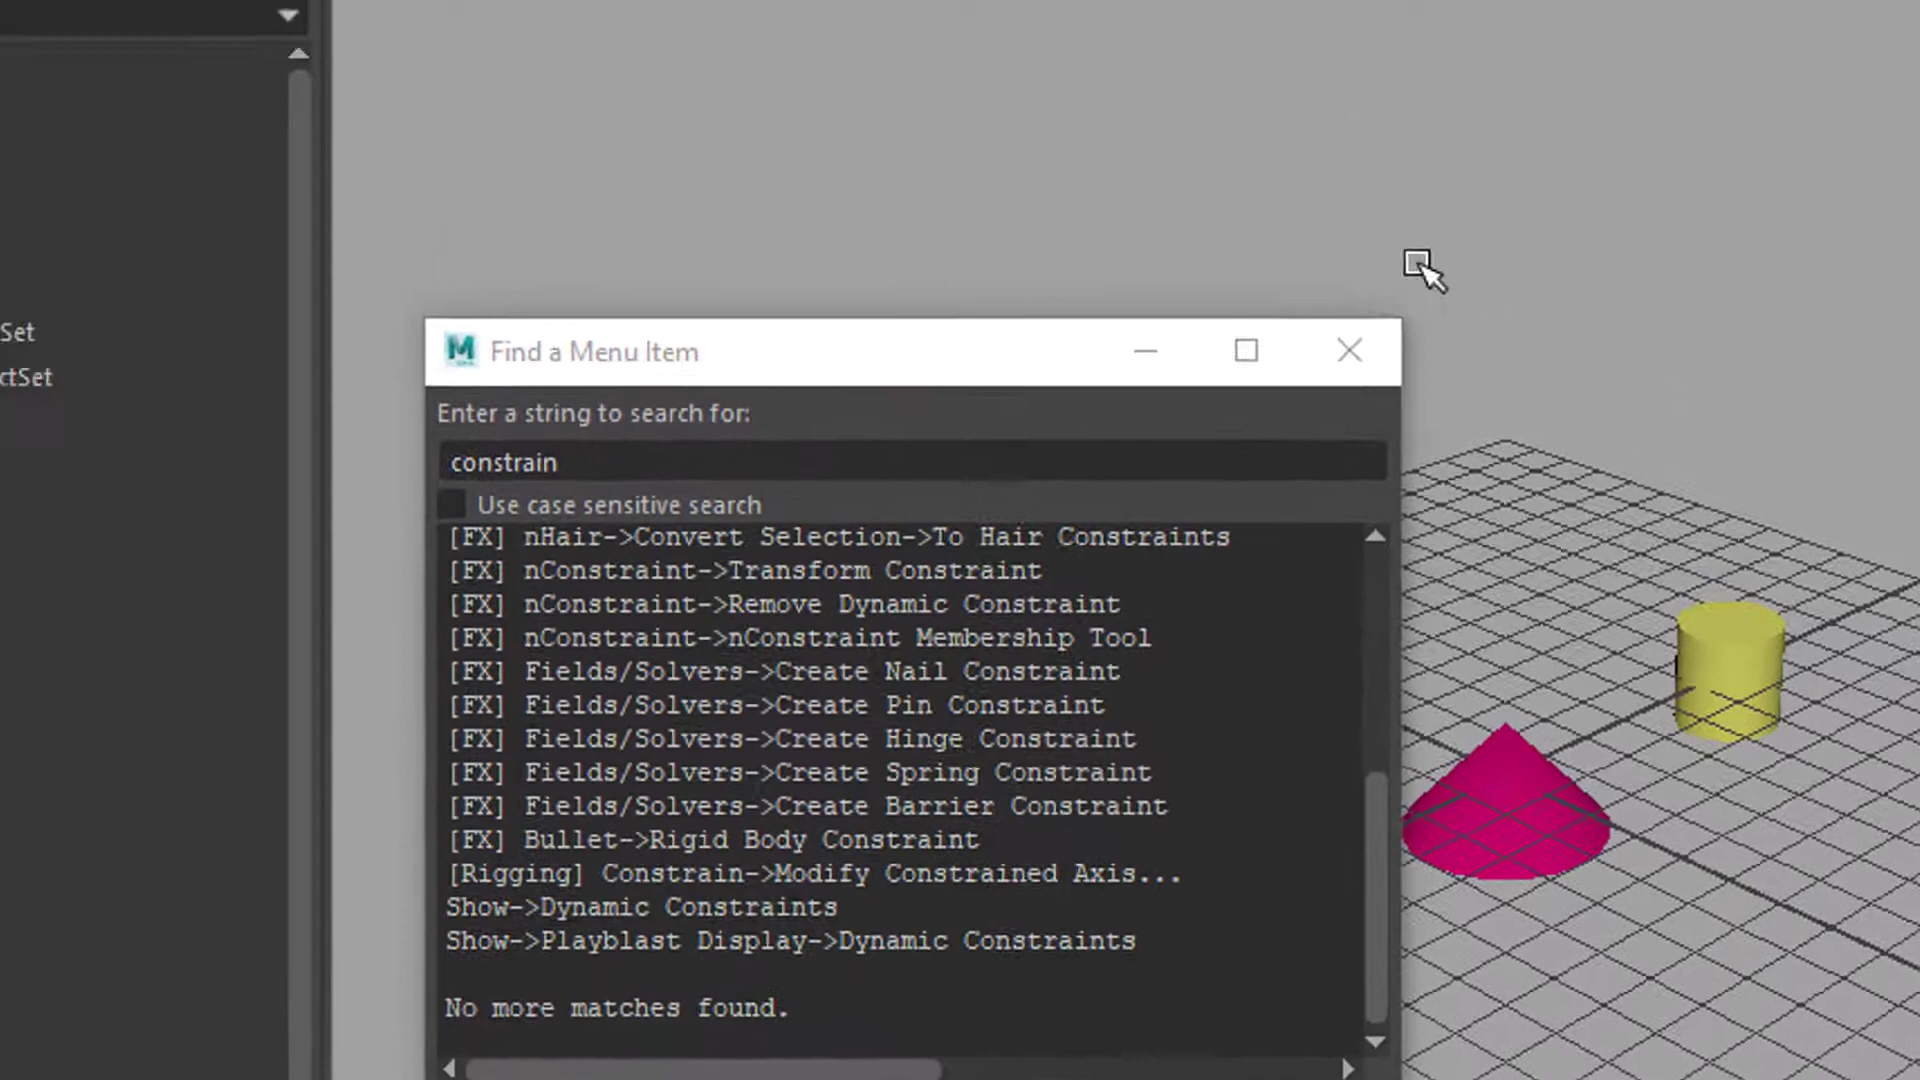 Set
ctSet
Find a Menu Item
Enter a string to search for:
constrain
Use case sensitive search
[FX] nHair->Convert Selection->To Hair Constraints
[FX] nConstraint->Transform Constraint
[FX] nConstraint->Remove Dynamic Constraint
[FX] nConstraint->nConstraint Membership Tool
[FX] Fields/Solvers->Create Nail Constraint
[FX] Fields/Solvers->Create Pin Constraint
[FX] Fields/Solvers->Create Hinge Constraint
[FX] Fields/Solvers->Create Spring Constraint
[FX] Fields/Solvers->Create Barrier Constraint
[FX] Bullet->Rigid Body Constraint
[Rigging] Constrain->Modify Constrained Axis...
Show->Dynamic Constraints
Show->Playblast Display->Dynamic Constraints
No more matches found.